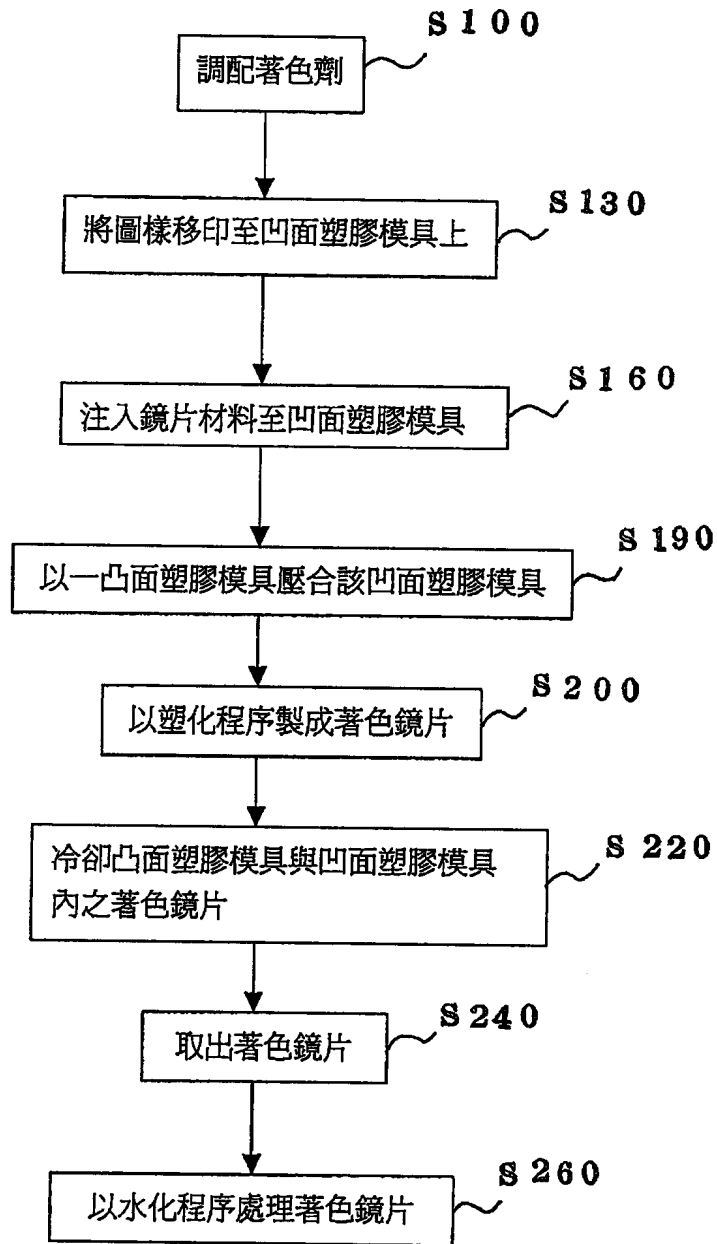 S100
調配著色劑
S130
將圖樣移印至凹面塑膠模具上
S160
注入鏡片材料至凹面塑膠模具
S190
以一凸面塑膠模具壓合該凹面塑膠模具
S200
以塑化程序製成著色鏡片
S220
冷卻凸面塑膠模具與凹面塑膠模具
內之著色鏡片
S240
取出著色鏡片
S260
以水化程序處理著色鏡片